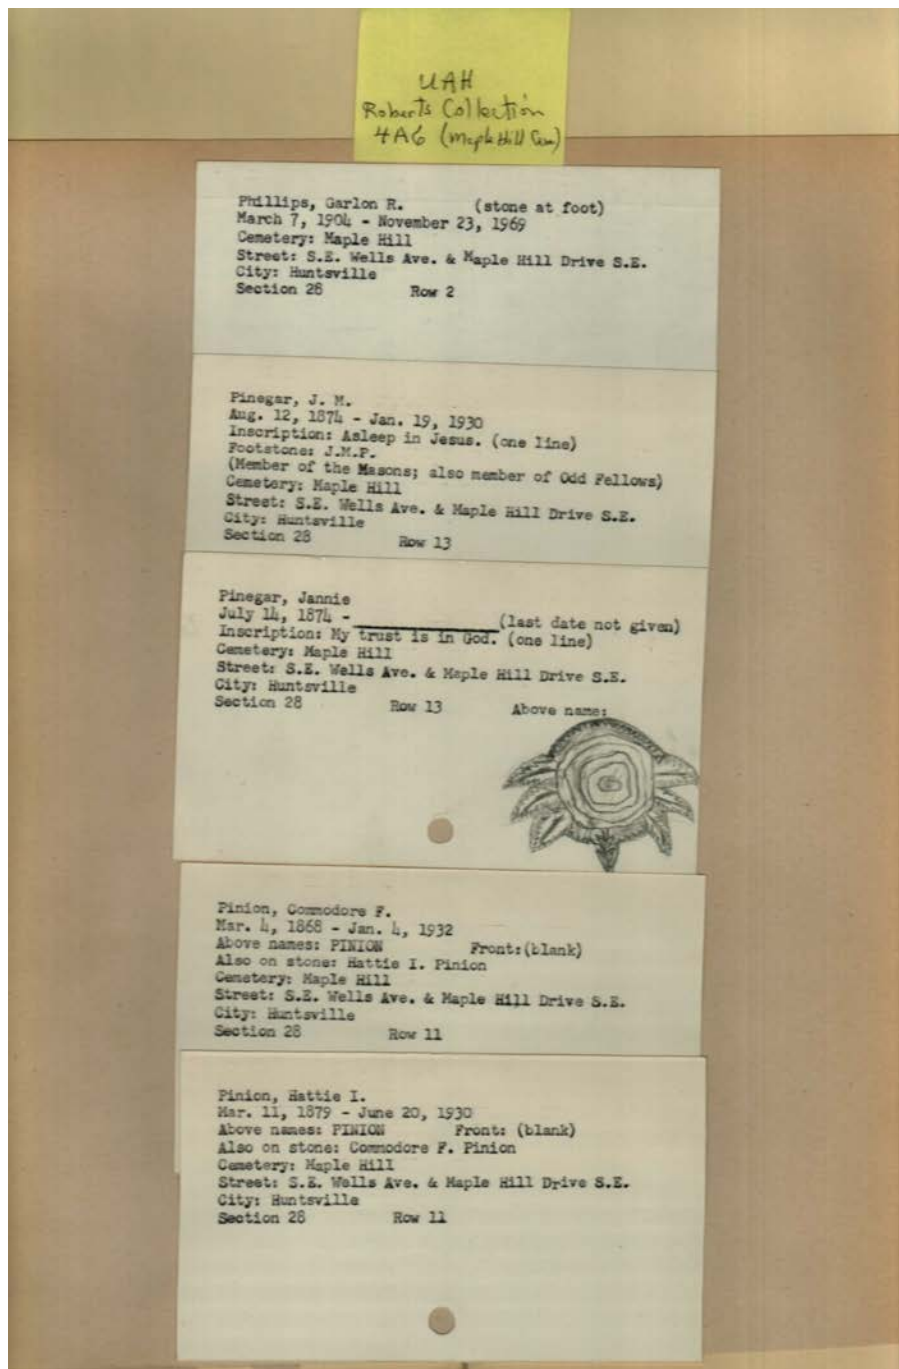 UAH
Roberts Collection
4A6 (Maple Hill Cem)
Phillips, Garlon R. (stone at foot)
March 7, 1904 - November 23, 1969
Cemetery: Maple Hill
Street: S.E. Wells Ave. & Maple Hill Drive S.E.
City: Huntsville
Section 28 Row 2
Pinegar, J. M.
Aug. 12, 1874 - Jan. 19, 1930
Inscription: Asleep in Jesus. (one line)
Footstone: J.M.P.
(Member of the Masons; also member of Odd Fellows)
Cemetery: Maple Hill
Street: S.E. Wells Ave. & Maple Hill Drive S.E.
City: Huntsville
Section 28 Row 13
Pinegar, Jannie
July 14, 1874 - ______________ (last date not given)
Inscription: My trust is in God. (one line)
Cemetery: Maple Hill
Street: S.E. Wells Ave. & Maple Hill Drive S.E.
City: Huntsville
Section 28 Row 13 Above name:
Pinion, Commodore F.
Mar. 4, 1868 - Jan. 4, 1932
Above names: PINION Front:(blank)
Also on stone: Hattie I. Pinion
Cemetery: Maple Hill
Street: S.E. Wells Ave. & Maple Hill Drive S.E.
City: Huntsville
Section 28 Row 11
Pinion, Hattie I.
Mar. 11, 1879 - June 20, 1930
Above names: PINION Front: (blank)
Also on stone: Commodore F. Pinion
Cemetery: Maple Hill
Street: S.E. Wells Ave. & Maple Hill Drive S.E.
City: Huntsville
Section 28 Row 11